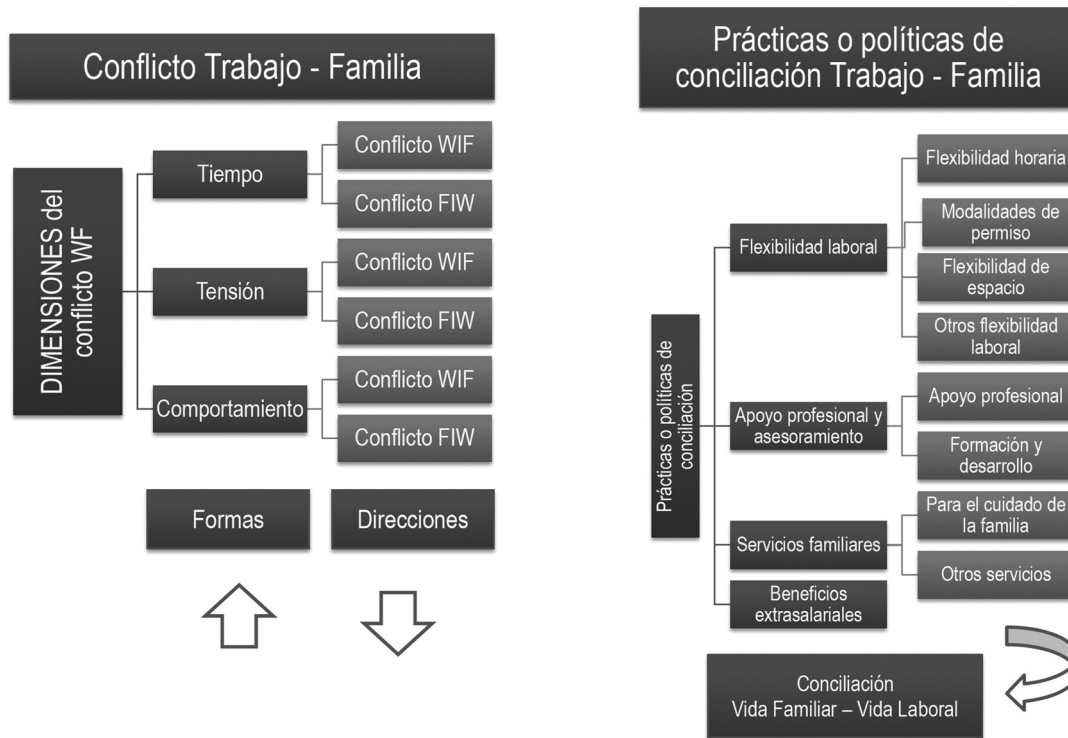 Conflicto Trabajo - Familia
DIMENSIONES del
conflicto WF
Tiempo
Conflicto WIF
Conflicto FIW
Tensión
Conflicto WIF
Conflicto FIW
Comportamiento
Conflicto WIF
Conflicto FIW
Formas
Direcciones
Prácticas o políticas de
conciliación Trabajo - Familia
Prácticas o políticas de
conciliación
Flexibilidad laboral
Flexibilidad horaria
Modalidades de
permiso
Flexibilidad de
espacio
Otros flexibilidad
laboral
Apoyo profesional y
asesoramiento
Apoyo profesional
Formación y
desarrollo
Servicios familiares
Para el cuidado de
la familia
Otros servicios
Beneficios
extrasalariales
Conciliación
Vida Familiar – Vida Laboral